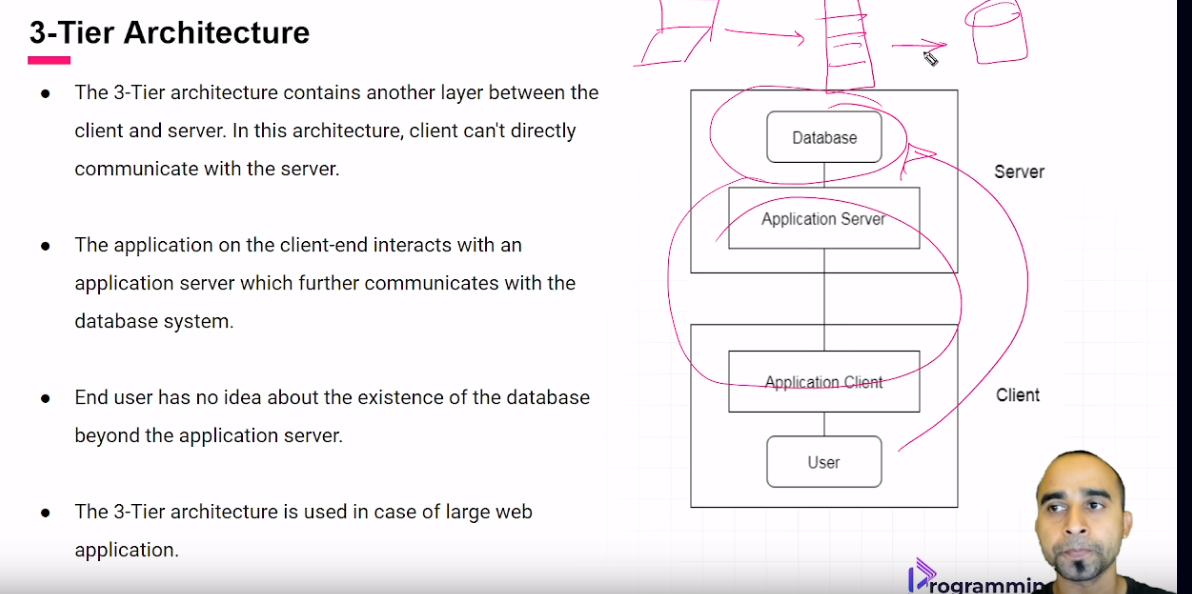 3-Tier Architecture
● The 3-Tier architecture contains another layer between the
client and server. In this architecture, client can't directly
communicate with the server.
● The application on the client-end interacts with an
application server which further communicates with the
database system.
● End user has no idea about the existence of the database
beyond the application server.
● The 3-Tier architecture is used in case of large web
application.
Database
Server
Application Server
Application Client
Client
User
Programmin